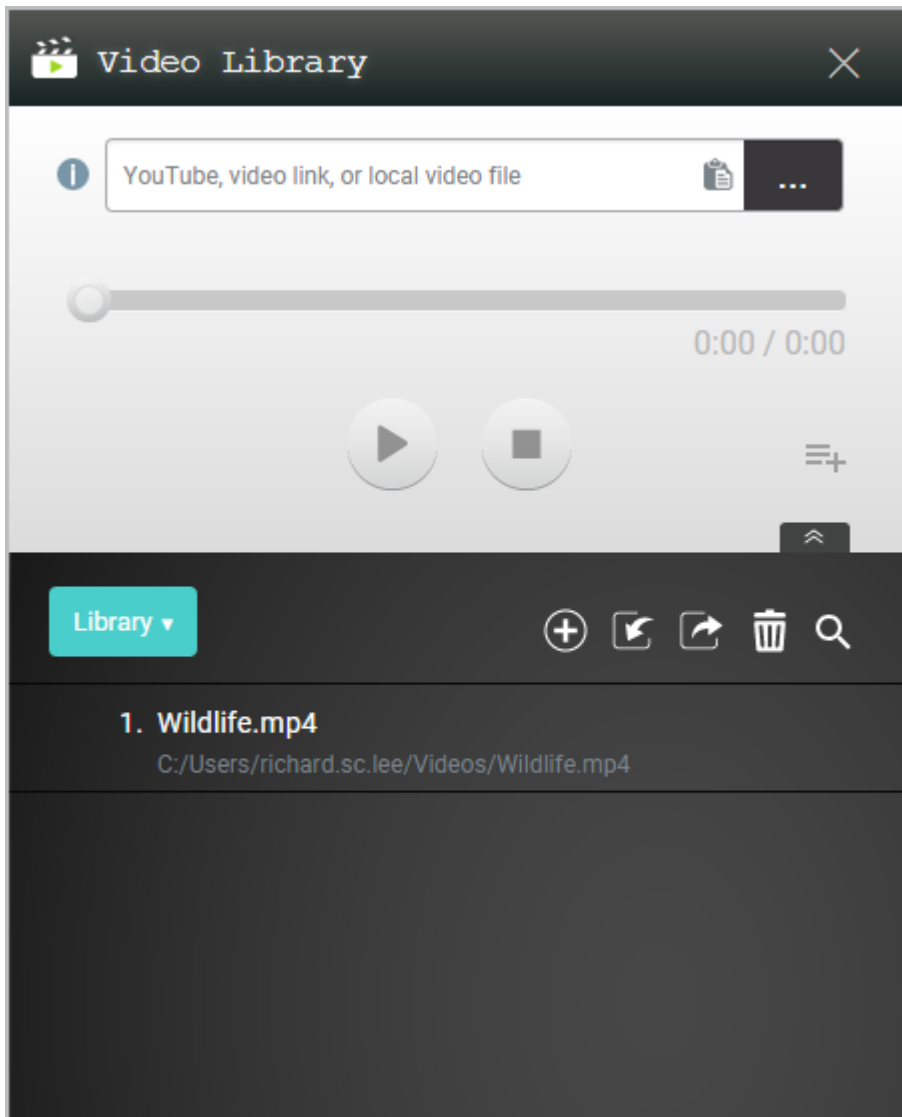 Video Library
YouTube, video link, or local video file
...
0:00 / 0:00
Library ▾
1. Wildlife.mp4
C:/Users/richard.sc.lee/Videos/Wildlife.mp4